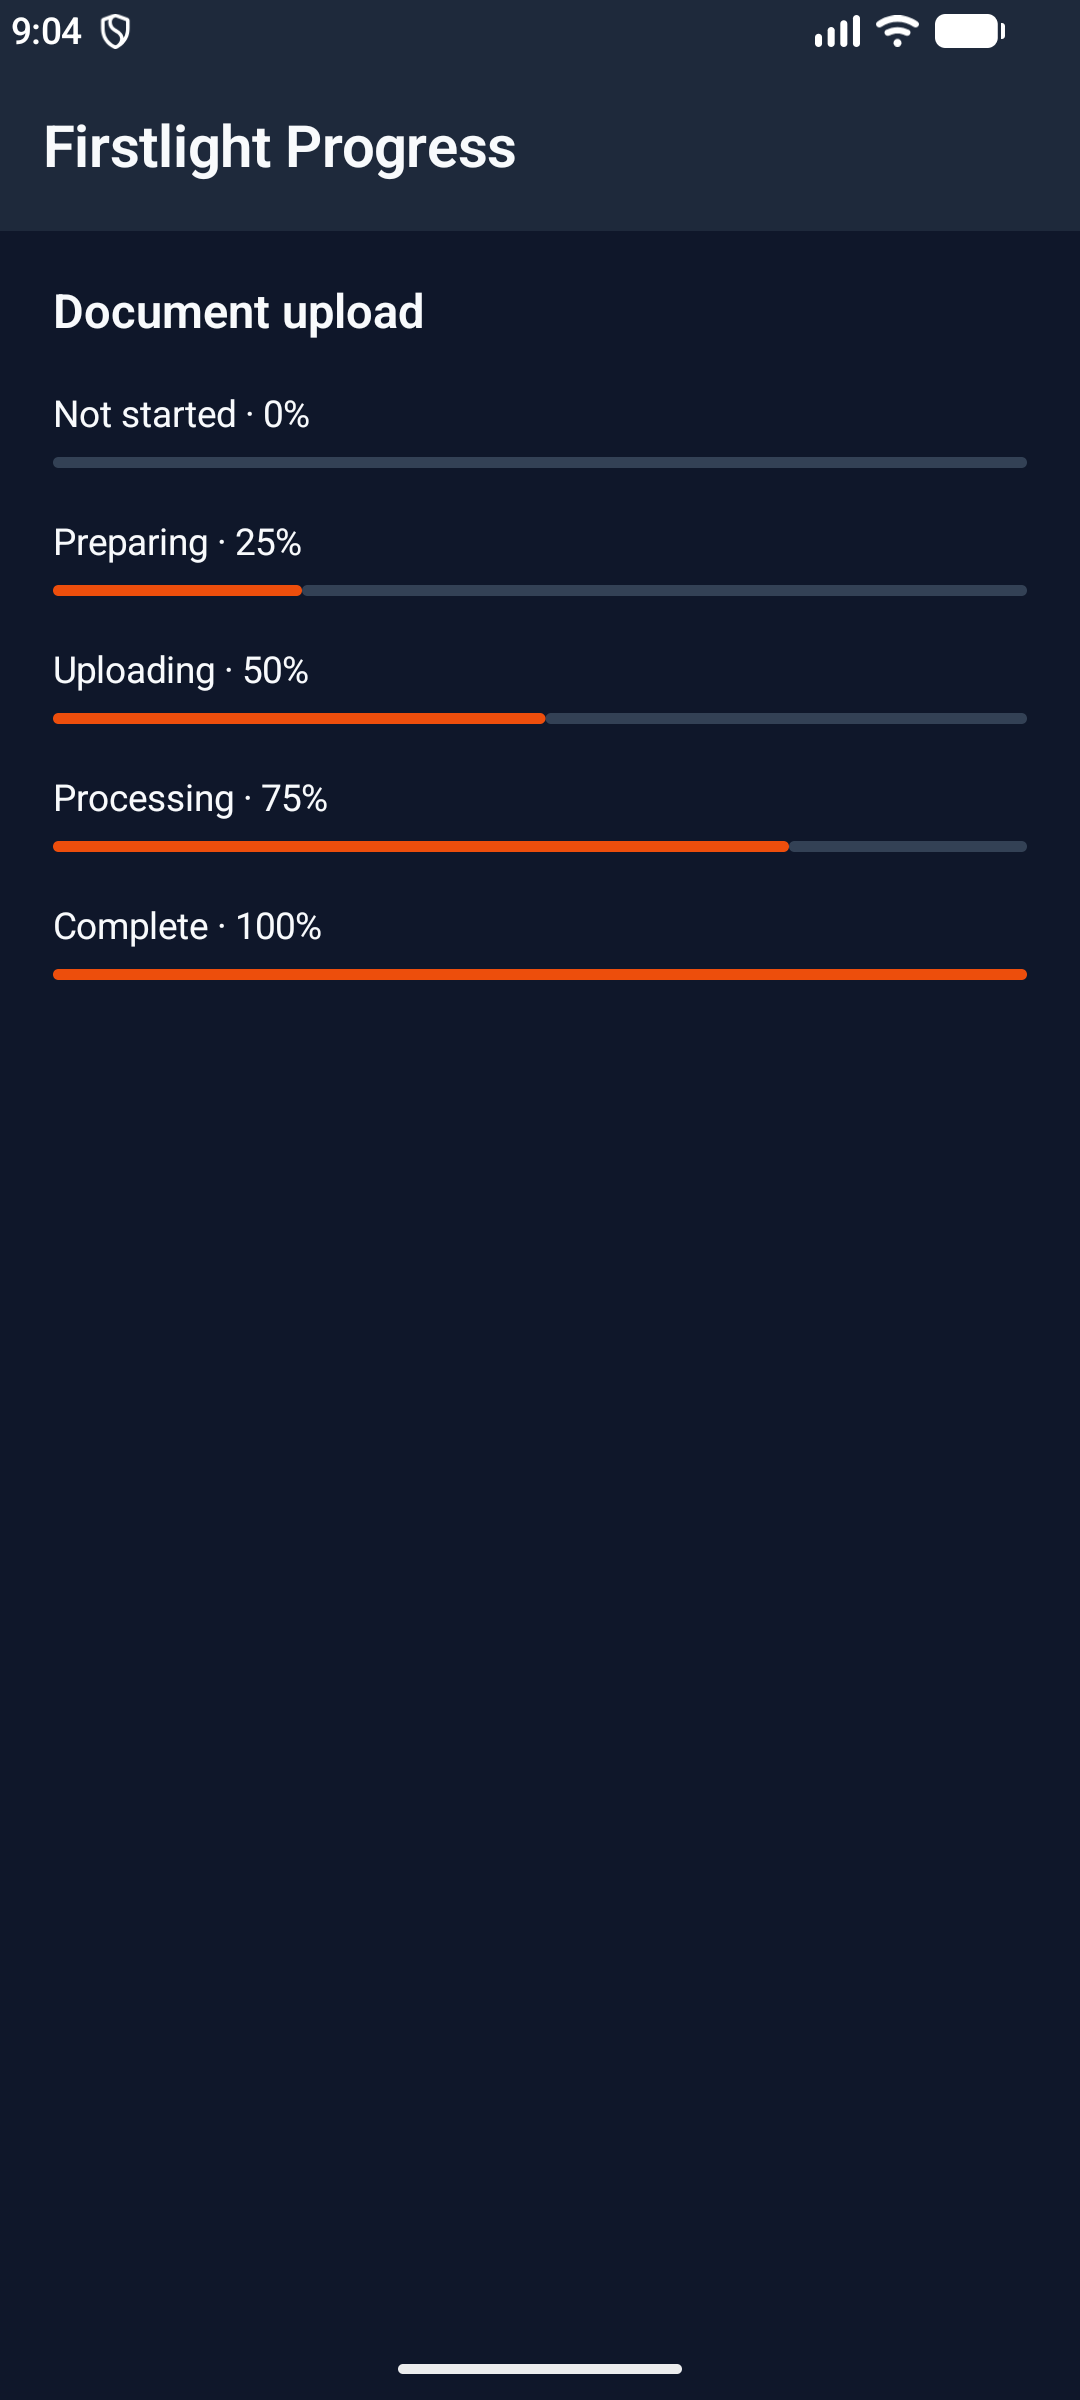 9:04
Firstlight Progress
Document upload
Not started · 0%
Preparing · 25%
Uploading · 50%
Processing · 75%
Complete · 100%